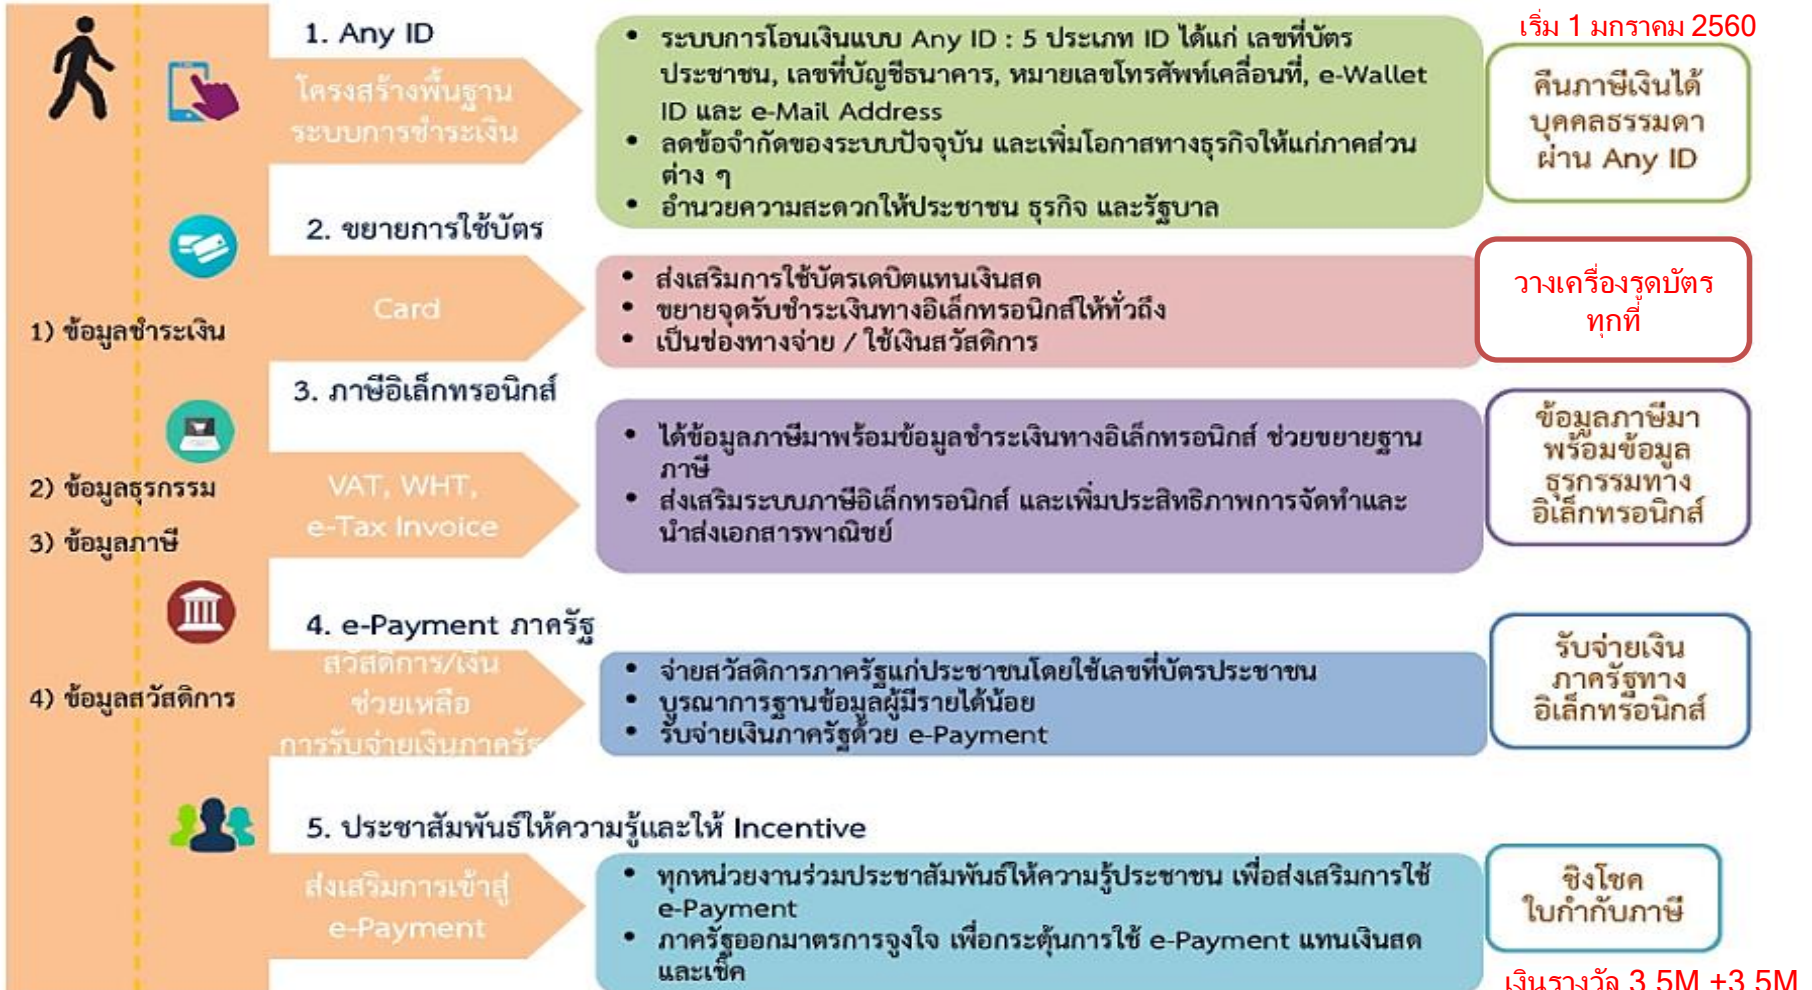 เริ่ม 1 มกราคม 2560
1. Any ID
โครงสร้างพื้นฐาน
ระบบการชำระเงิน
• ระบบการโอนเงินแบบ Any ID : 5 ประเภท ID ได้แก่ เลขที่บัตร
ประชาชน, เลขที่บัญชีธนาคาร, หมายเลขโทรศัพท์เคลื่อนที่, e-Wallet
ID และ e-Mail Address
• ลดข้อจำกัดของระบบปัจจุบัน และเพิ่มโอกาสทางธุรกิจให้แก่ภาคส่วน
ต่าง ๆ
• อำนวยความสะดวกให้ประชาชน ธุรกิจ และรัฐบาล
คืนภาษีเงินได้
บุคคลธรรมดา
ผ่าน Any ID
2. ขยายการใช้บัตร
Card
• ส่งเสริมการใช้บัตรเดบิตแทนเงินสด
• ขยายจุดรับชำระเงินทางอิเล็กทรอนิกส์ให้ทั่วถึง
• เป็นช่องทางจ่าย / ใช้เงินสวัสดิการ
วางเครื่องรูดบัตร
ทุกที่
1) ข้อมูลชำระเงิน
3. ภาษีอิเล็กทรอนิกส์
VAT, WHT,
e-Tax Invoice
• ได้ข้อมูลภาษีมาพร้อมข้อมูลชำระเงินทางอิเล็กทรอนิกส์ ช่วยขยายฐาน
ภาษี
• ส่งเสริมระบบภาษีอิเล็กทรอนิกส์ และเพิ่มประสิทธิภาพการจัดทำและ
นำส่งเอกสารพาณิชย์
ข้อมูลภาษีมา
พร้อมข้อมูล
ธุรกรรมทาง
อิเล็กทรอนิกส์
2) ข้อมูลธุรกรรม
3) ข้อมูลภาษี
4. e-Payment ภาครัฐ
สวัสดิการ/เงิน
ช่วยเหลือ
การรับจ่ายเงินภาครัฐ
• จ่ายสวัสดิการภาครัฐแก่ประชาชนโดยใช้เลขที่บัตรประชาชน
• บูรณาการฐานข้อมูลผู้มีรายได้น้อย
• รับจ่ายเงินภาครัฐด้วย e-Payment
รับจ่ายเงิน
ภาครัฐทาง
อิเล็กทรอนิกส์
4) ข้อมูลสวัสดิการ
5. ประชาสัมพันธ์ให้ความรู้และให้ Incentive
ส่งเสริมการเข้าสู่
e-Payment
• ทุกหน่วยงานร่วมประชาสัมพันธ์ให้ความรู้ประชาชน เพื่อส่งเสริมการใช้
e-Payment
• ภาครัฐออกมาตรการจูงใจ เพื่อกระตุ้นการใช้ e-Payment แทนเงินสด
และเช็ค
ชิงโชค
ใบกำกับภาษี
เงินรางวัล 3.5M +3.5M